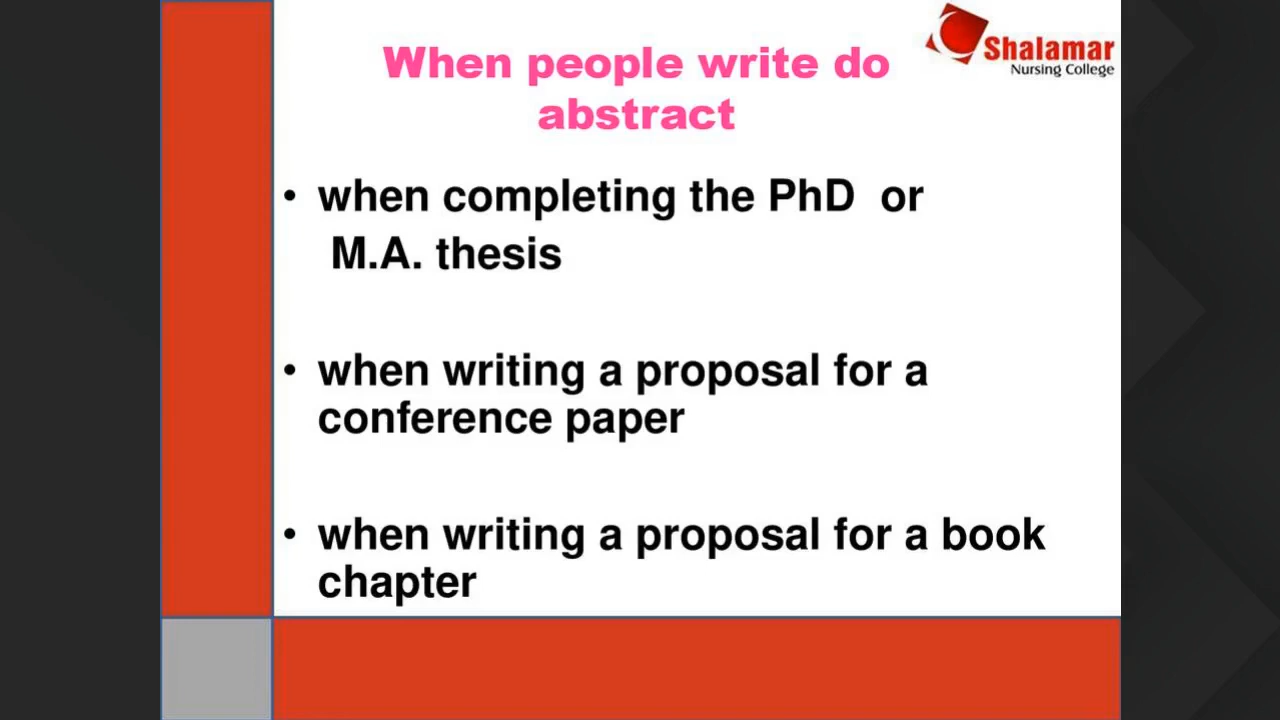 When people write do
abstract
Shalamar
Nursing College
• when completing the PhD or
M.A. thesis
• when writing a proposal for a
conference paper
• when writing a proposal for a book
chapter